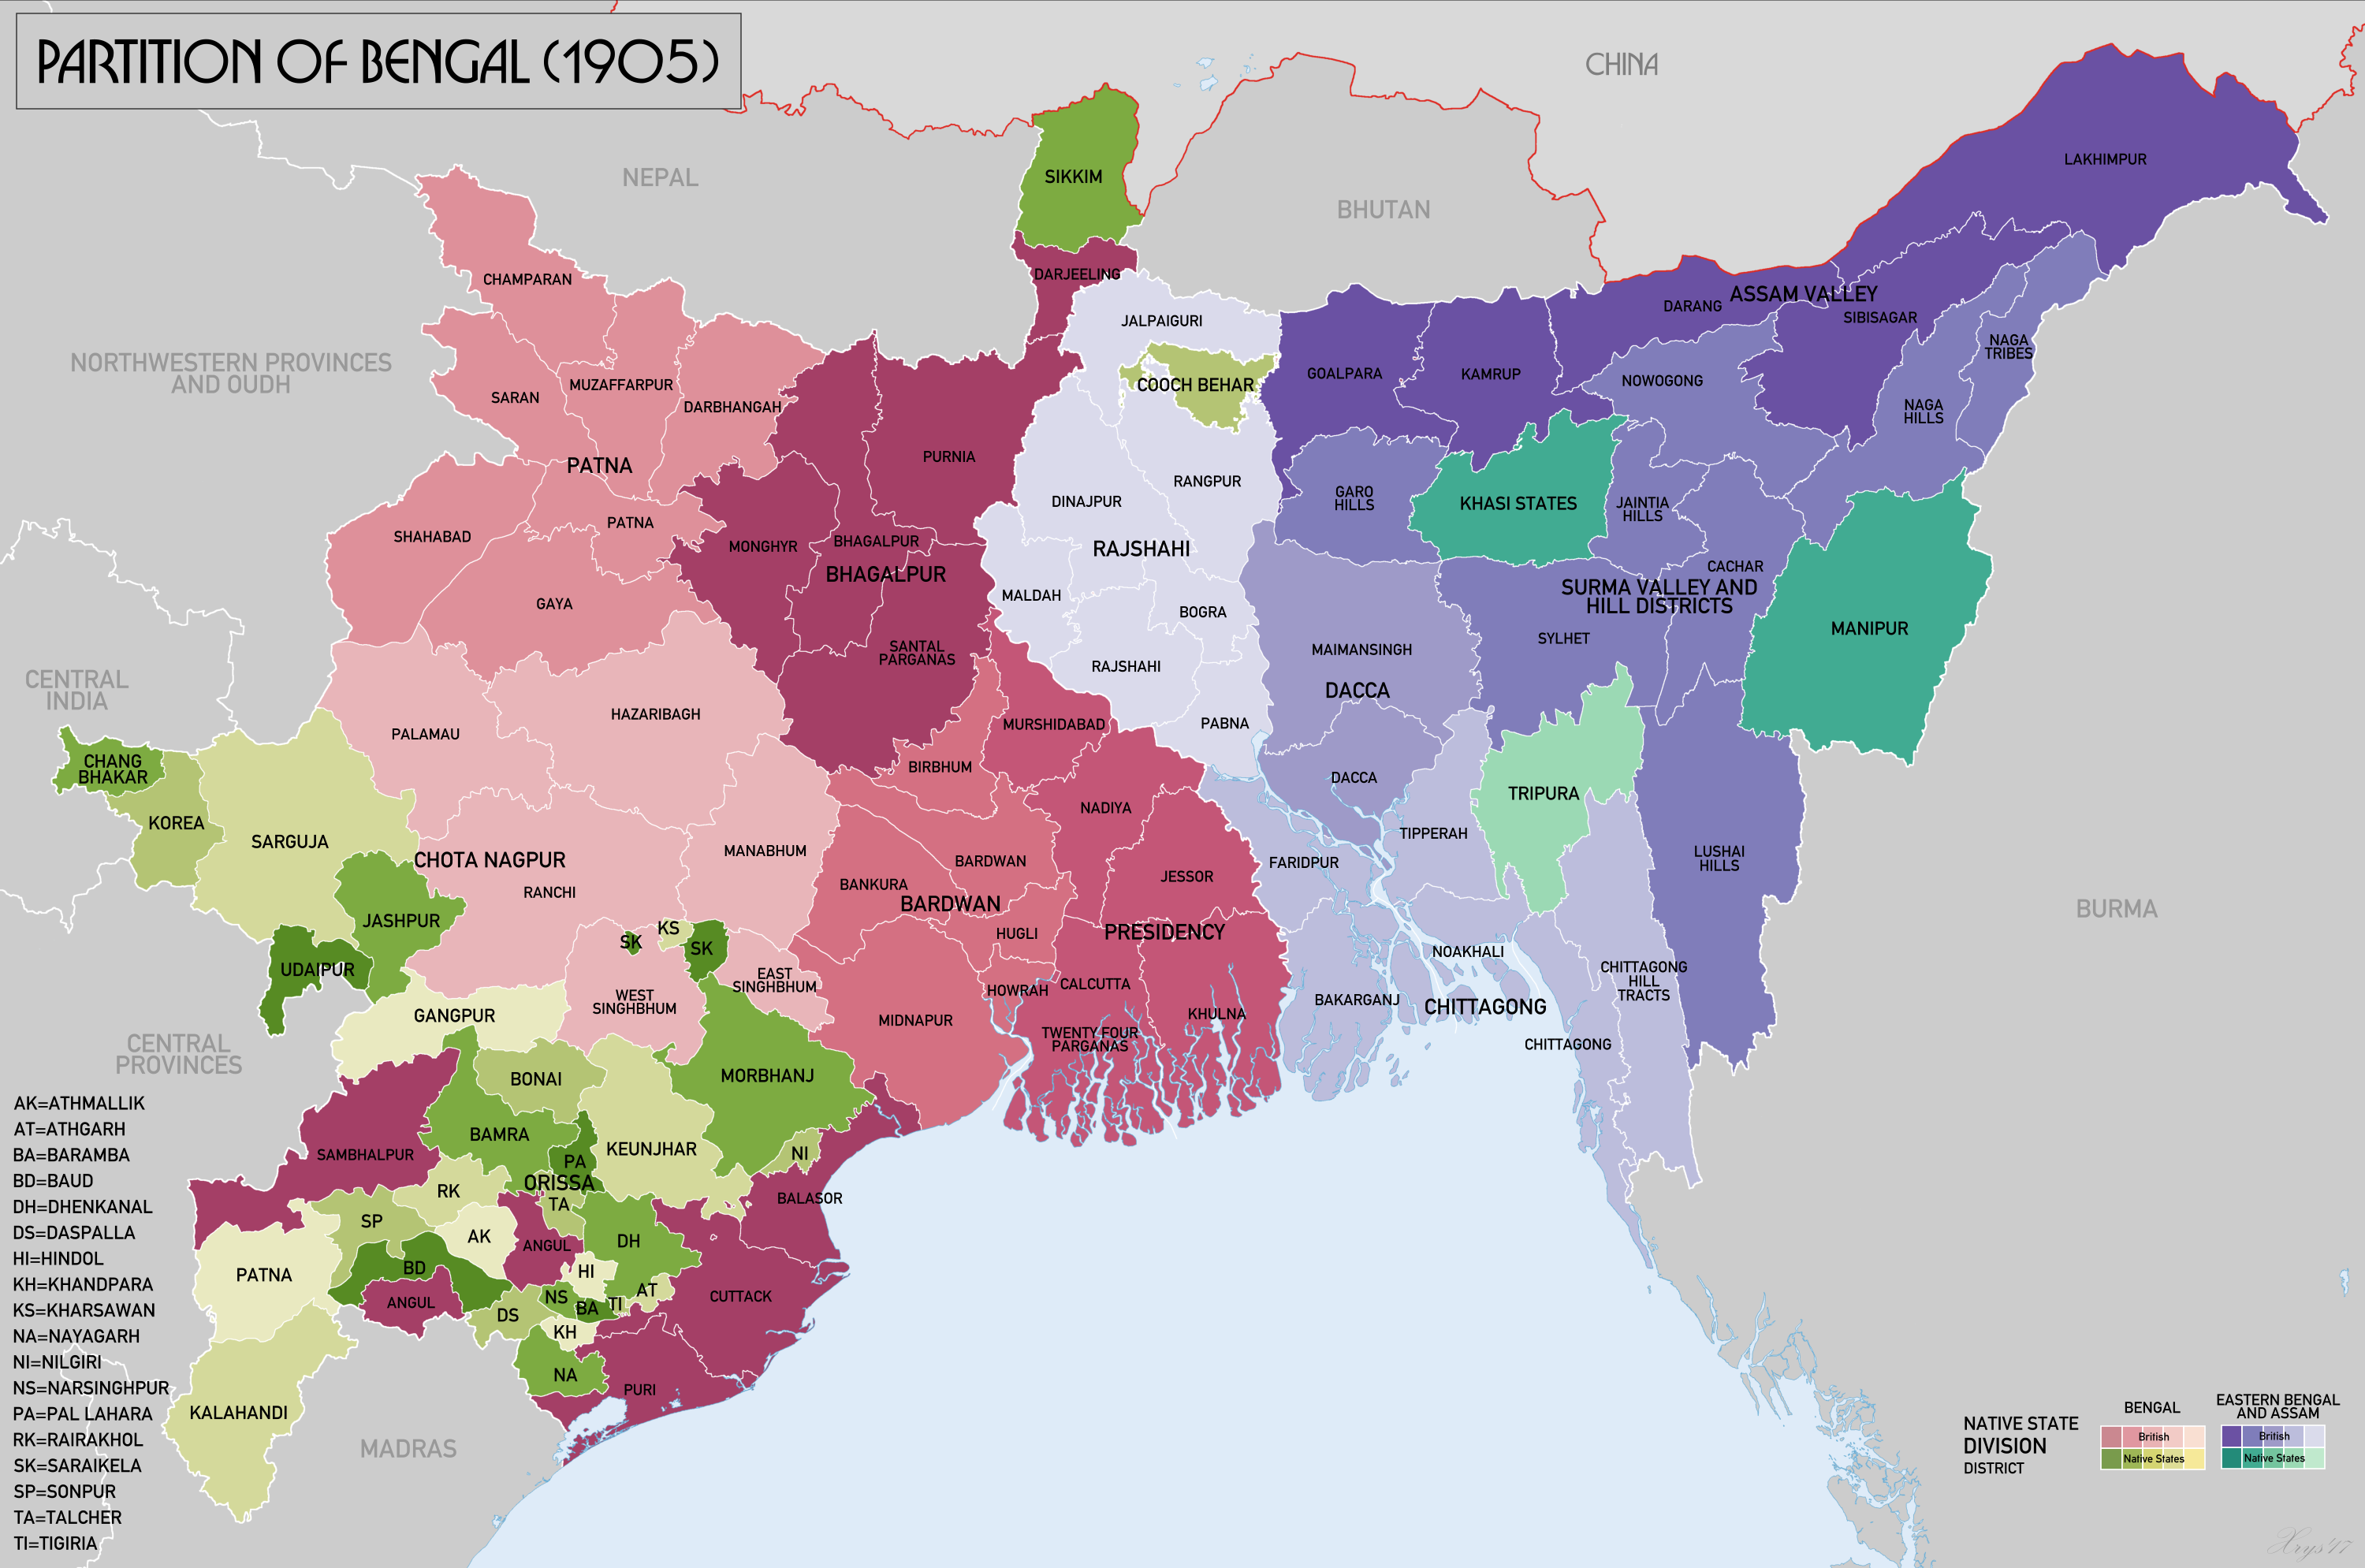 PARTITION OF BENGAL (1905)
CHINA
NEPAL
SIKKIM
BHUTAN
LAKHIMPUR
CHAMPARAN
DARJEELING
JALPAIGURI
DARANG
ASSAM VALLEY
SIBISAGAR
NORTHWESTERN PROVINCES
AND OUDH
SARAN
MUZAFFARPUR
DARBHANGAH
COOCH BEHAR
GOALPARA
KAMRUP
NOWOGONG
NAGA
TRIBES
NAGA
HILLS
PATNA
PURNIA
DINAJPUR
RANGPUR
GARO
HILLS
KHASI STATES
JAINTIA
HILLS
SHAHABAD
PATNA
MONGHYR
BHAGALPUR
BHAGALPUR
RAJSHAHI
CACHAR
SURMA VALLEY AND
HILL DISTRICTS
GAYA
MALDAH
BOGRA
MANIPUR
SANTAL
PARGANAS
RAJSHAHI
MAIMANSINGH
SYLHET
CENTRAL
INDIA
PALAMAU
HAZARIBAGH
MURSHIDABAD
PABNA
DACCA
CHANG
BHAKAR
BIRBHUM
DACCA
TRIPURA
KOREA
SARGUJA
NADIYA
TIPPERAH
CHOTA NAGPUR
RANCHI
MANABHUM
BANKURA
BARDWAN
BARDWAN
JESSOR
FARIDPUR
LUSHAI
HILLS
BURMA
JASHPUR
UDAIPUR
SK
KS
SK
HUGLI
PRESIDENCY
NOAKHALI
CHITTAGONG
HILL
TRACTS
EAST
SINGHBHUM
WEST
SINGHBHUM
HOWRAH
CALCUTTA
BAKARGANJ
CHITTAGONG
GANGPUR
MIDNAPUR
TWENTY FOUR
PARGANAS
KHULNA
CHITTAGONG
CENTRAL
PROVINCES
BONAI
MORBHANJ
BAMRA
KEUNJHAR
NI
SAMBHALPUR
PA
ORISSA
TA
RK
BALASOR
SP
AK
ANGUL
DH
PATNA
BD
HI
ANGUL
NS
BA
TI
AT
CUTTACK
DS
KH
NA
PURI
KALAHANDI
MADRAS
AK=ATHMALLIK
AT=ATHGARH
BA=BARAMBA
BD=BAUD
DH=DHENKANAL
DS=DASPALLA
HI=HINDOL
KH=KHANDPARA
KS=KHARSAWAN
NA=NAYAGARH
NI=NILGIRI
NS=NARSINGHPUR
PA=PAL LAHARA
RK=RAIRAKHOL
SK=SARAIKELA
SP=SONPUR
TA=TALCHER
TI=TIGIRIA
NATIVE STATE
DIVISION
DISTRICT
BENGAL
British
Native States
EASTERN BENGAL
AND ASSAM
British
Native States